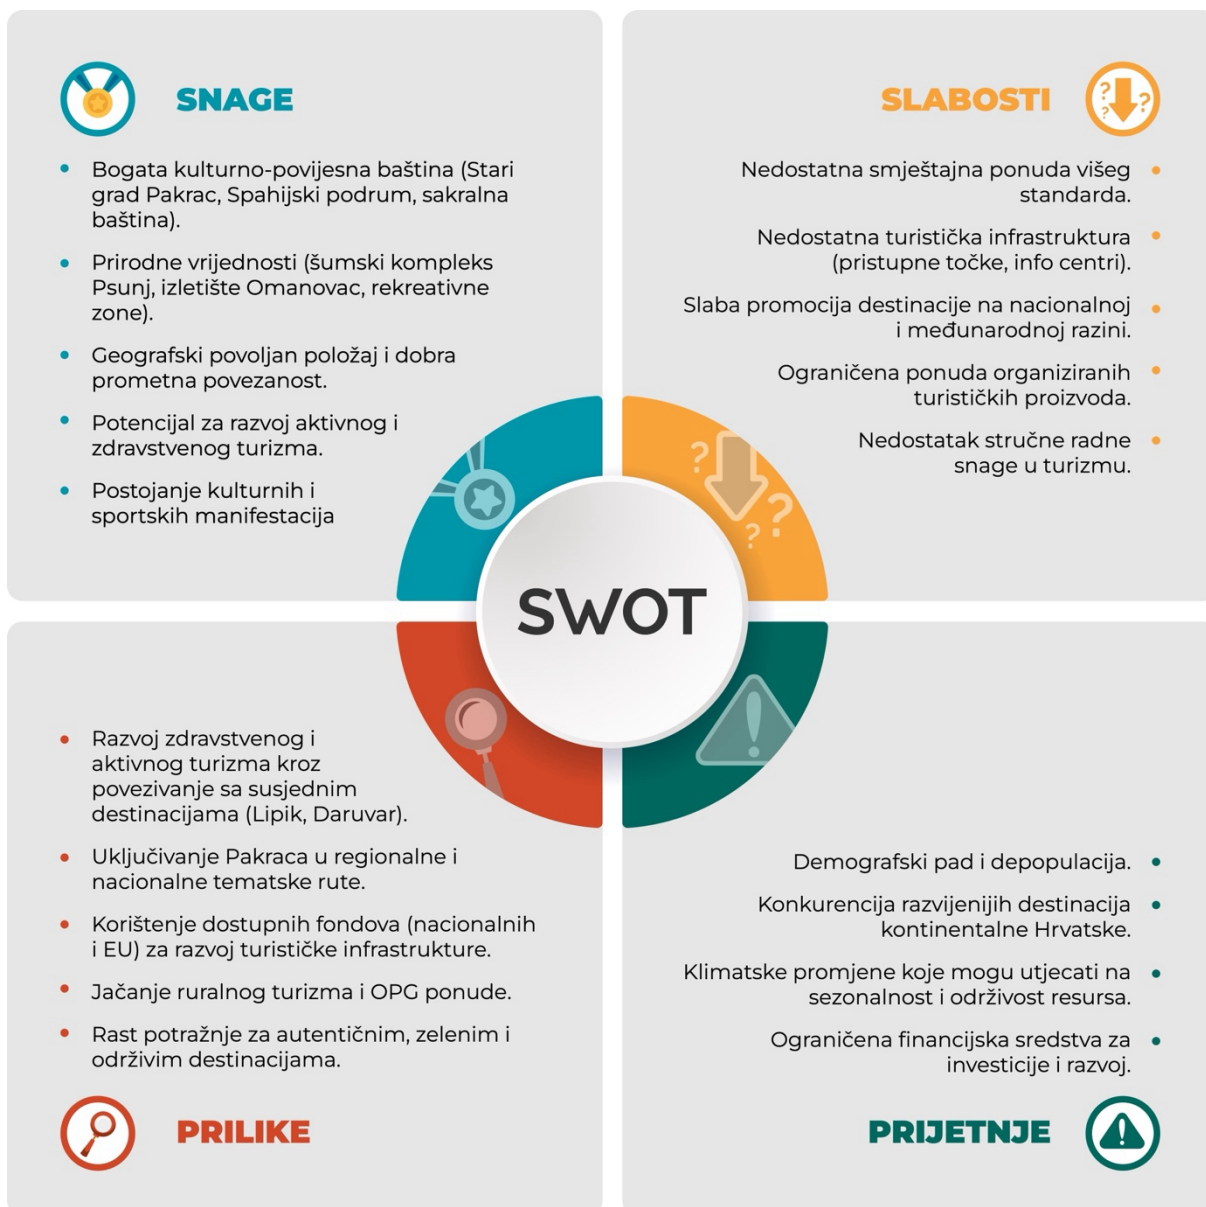 SNAGE
Bogata kulturno-povijesna baština (Stari
grad Pakrac, Spahijski podrum, sakralna
baština).
Prirodne vrijednosti (šumski kompleks
Psunj, izletište Omanovac, rekreativne
zone).
Geografski povoljan položaj i dobra
prometna povezanost.
Potencijal za razvoj aktivnog i
zdravstvenog turizma.
Postojanje kulturnih i
sportskih manifestacija
SLABOSTI
? ? ?
Nedostatna smještajna ponuda višeg
standarda.
Nedostatna turistička infrastruktura
(pristupne točke, info centri).
Slaba promocija destinacije na nacionalnoj
i međunarodnoj razini.
Ograničena ponuda organiziranih
turističkih proizvoda.
Nedostatak stručne radne
snage u turizmu.
? ? ?
SWOT
!
Razvoj zdravstvenog i
aktivnog turizma kroz
povezivanje sa susjednim
destinacijama (Lipik, Daruvar).
Uključivanje Pakraca u regionalne i
nacionalne tematske rute.
Korištenje dostupnih fondova (nacionalnih
i EU) za razvoj turističke infrastrukture.
Jačanje ruralnog turizma i OPG ponude.
Rast potražnje za autentičnim, zelenim i
održivim destinacijama.
PRILIKE
Demografski pad i depopulacija.
Konkurencija razvijenijih destinacija
kontinentalne Hrvatske.
Klimatske promjene koje mogu utjecati na
sezonalnost i održivost resursa.
Ograničena financijska sredstva za
investicije i razvoj.
PRIJETNJE
!